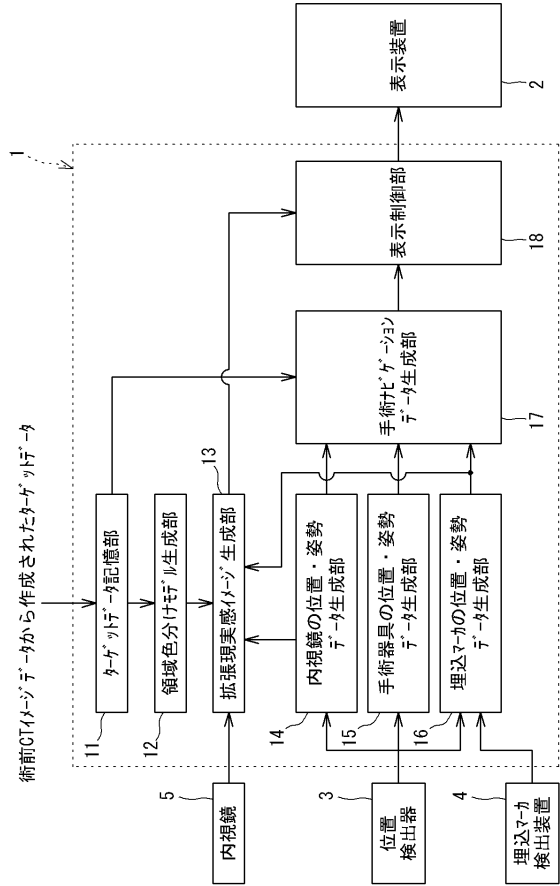 術前CTイメージデータから作成されたターゲットデータ
1
ターゲットデータ記憶部
11
領域色分けモデル生成部
12
拡張現実感イメージ生成部
13
内視鏡
5
内視鏡の位置・姿勢
データ生成部
14
位置
検出器
3
手術器具の位置・姿勢
データ生成部
15
埋込マーカ
検出装置
4
埋込マーカの位置・姿勢
データ生成部
16
手術ナビゲーション
データ生成部
17
表示制御部
18
表示装置
2